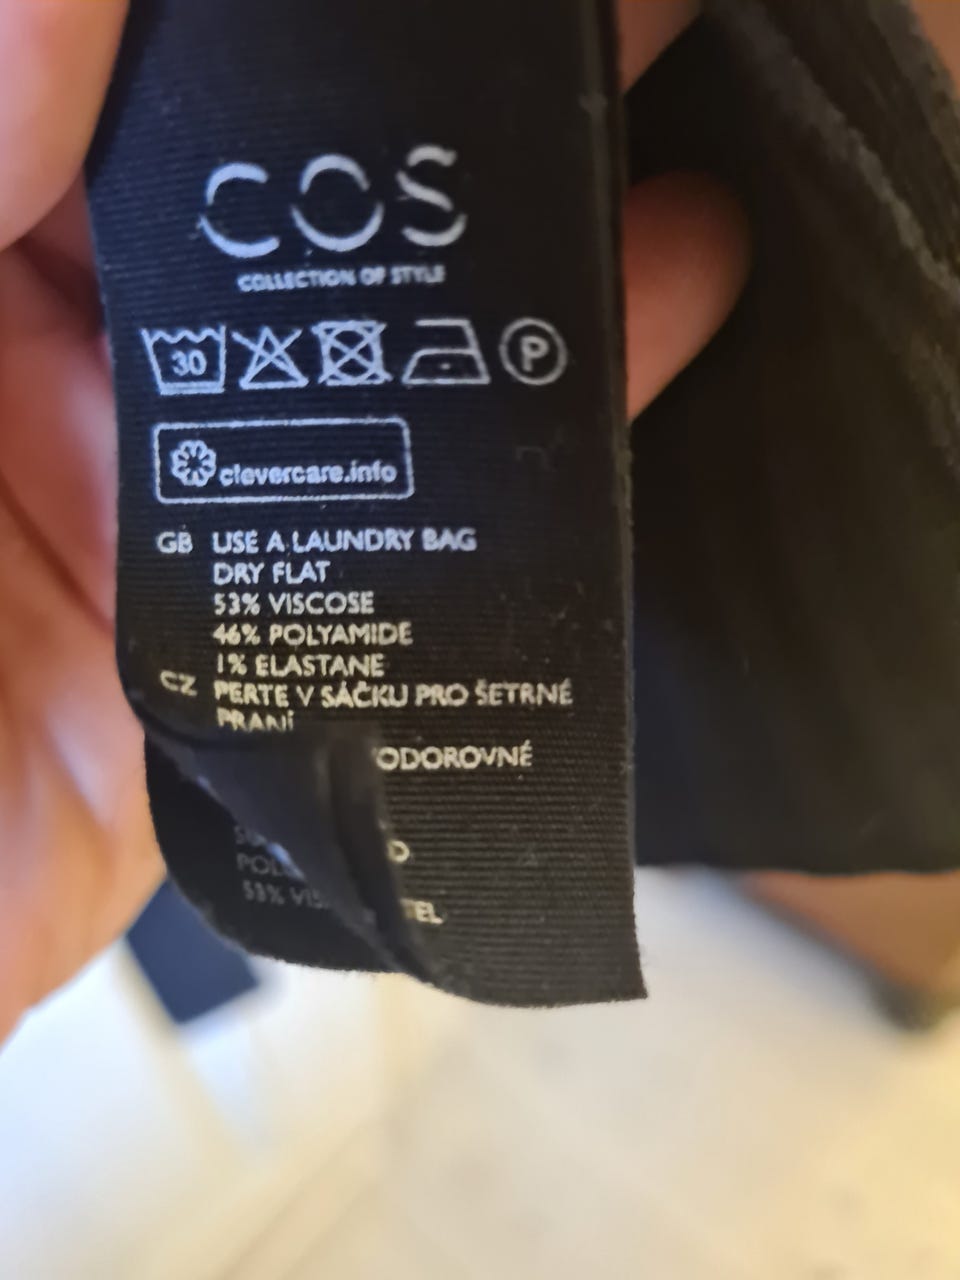 COS
COLLECTION OF STYLE
30 P
clevercare.info
GB USE A LAUNDRY BAG
DRY FLAT
53% VISCOSE
46% POLYAMIDE
1% ELASTANE
CZ PERTE V SÁČKU PRO ŠETRNÉ
PRANÍ
53%